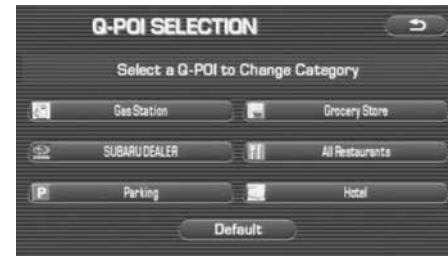 Q-POI SELECTION
Select a Q-POI to Change Category
Gas Station Grocery Store
SUBARU DEALER All Restaurants
P Parking Hotel
Default